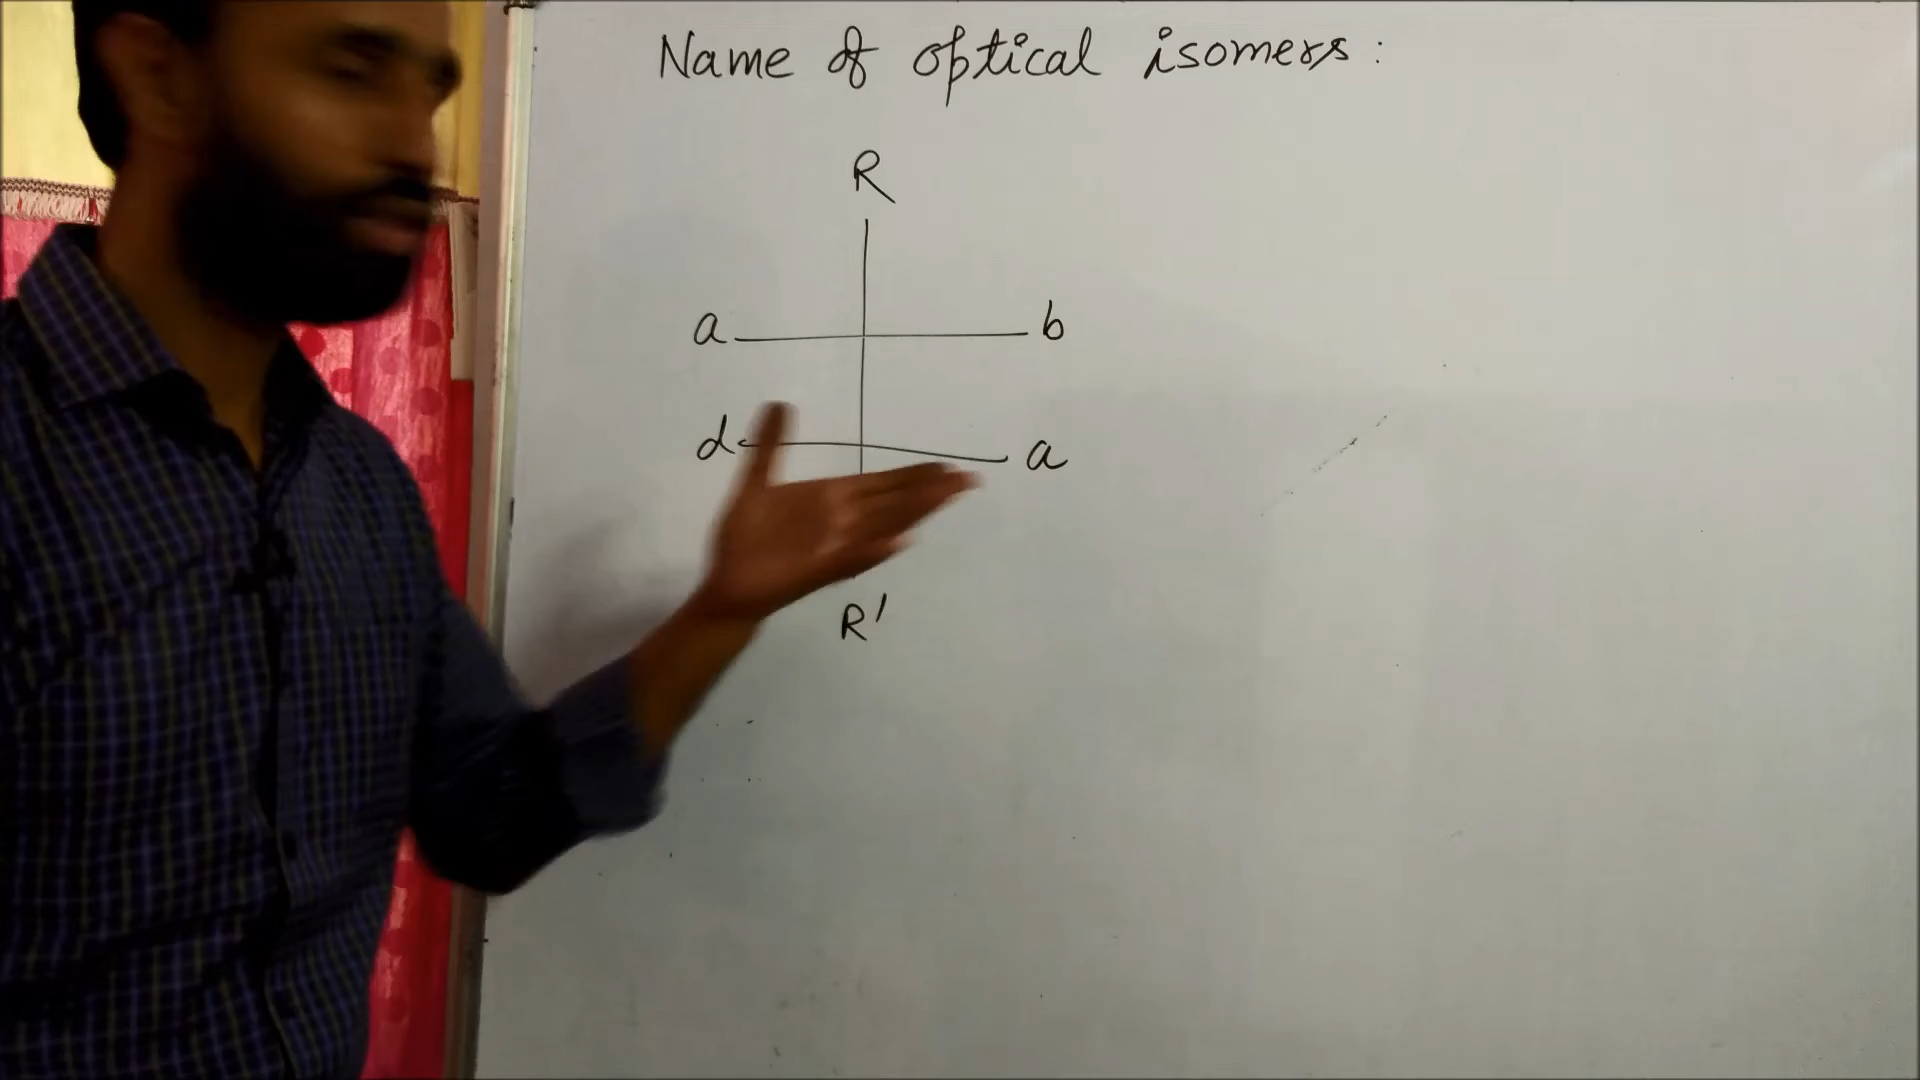 Name of optical isomers :
R
a b
d a
R'